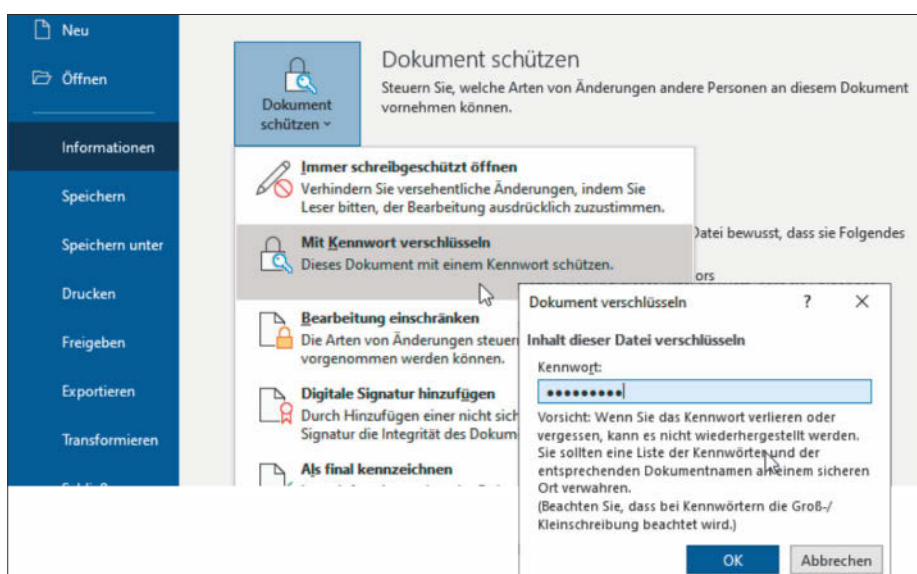 Neu
Öffnen
Informationen
Speichern
Speichern unter
Drucken
Freigeben
Exportieren
Transformieren
Dokument
schützen
Dokument schützen
Steuern Sie, welche Arten von Änderungen andere Personen an diesem Dokument
vornehmen können.
Immer schreibgeschützt öffnen
Verhindern Sie versehentliche Änderungen, indem Sie
Leser bitten, der Bearbeitung ausdrücklich zuzustimmen.
Mit Kennwort verschlüsseln
Dieses Dokument mit einem Kennwort schützen.
Bearbeitung einschränken
Die Arten von Änderungen steuern
vorgenommen werden können.
Digitale Signatur hinzufügen
Durch Hinzufügen einer nicht sich
Signatur die Integrität des Dokum
Als final kennzeichnen
Datei bewusst, dass sie Folgendes
ors
Dokument verschlüsseln ? ×
Inhalt dieser Datei verschlüsseln
Kennwort:
•••••••••
Vorsicht: Wenn Sie das Kennwort verlieren oder
vergessen, kann es nicht wiederhergestellt werden.
Sie sollten eine Liste der Kennwörter und der
entsprechenden Dokumentnamen an einem sicheren
Ort verwahren.
(Beachten Sie, dass bei Kennwörtern die Groß-/
Kleinschreibung beachtet wird.)
OK Abbrechen